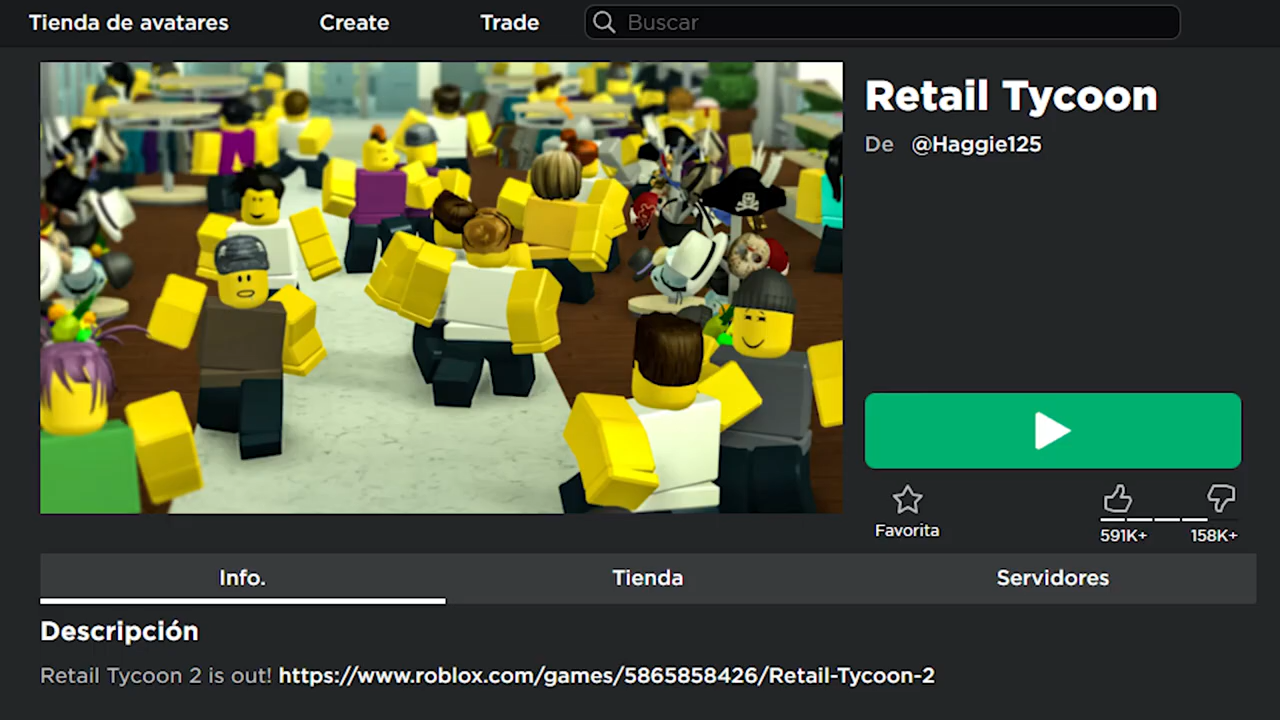 Tienda de avatares Create Trade Buscar
Retail Tycoon
De @Haggie125
Favorita
591K+ 158K+
Info. Tienda Servidores
Descripción
Retail Tycoon 2 is out! https://www.roblox.com/games/5865858426/Retail-Tycoon-2